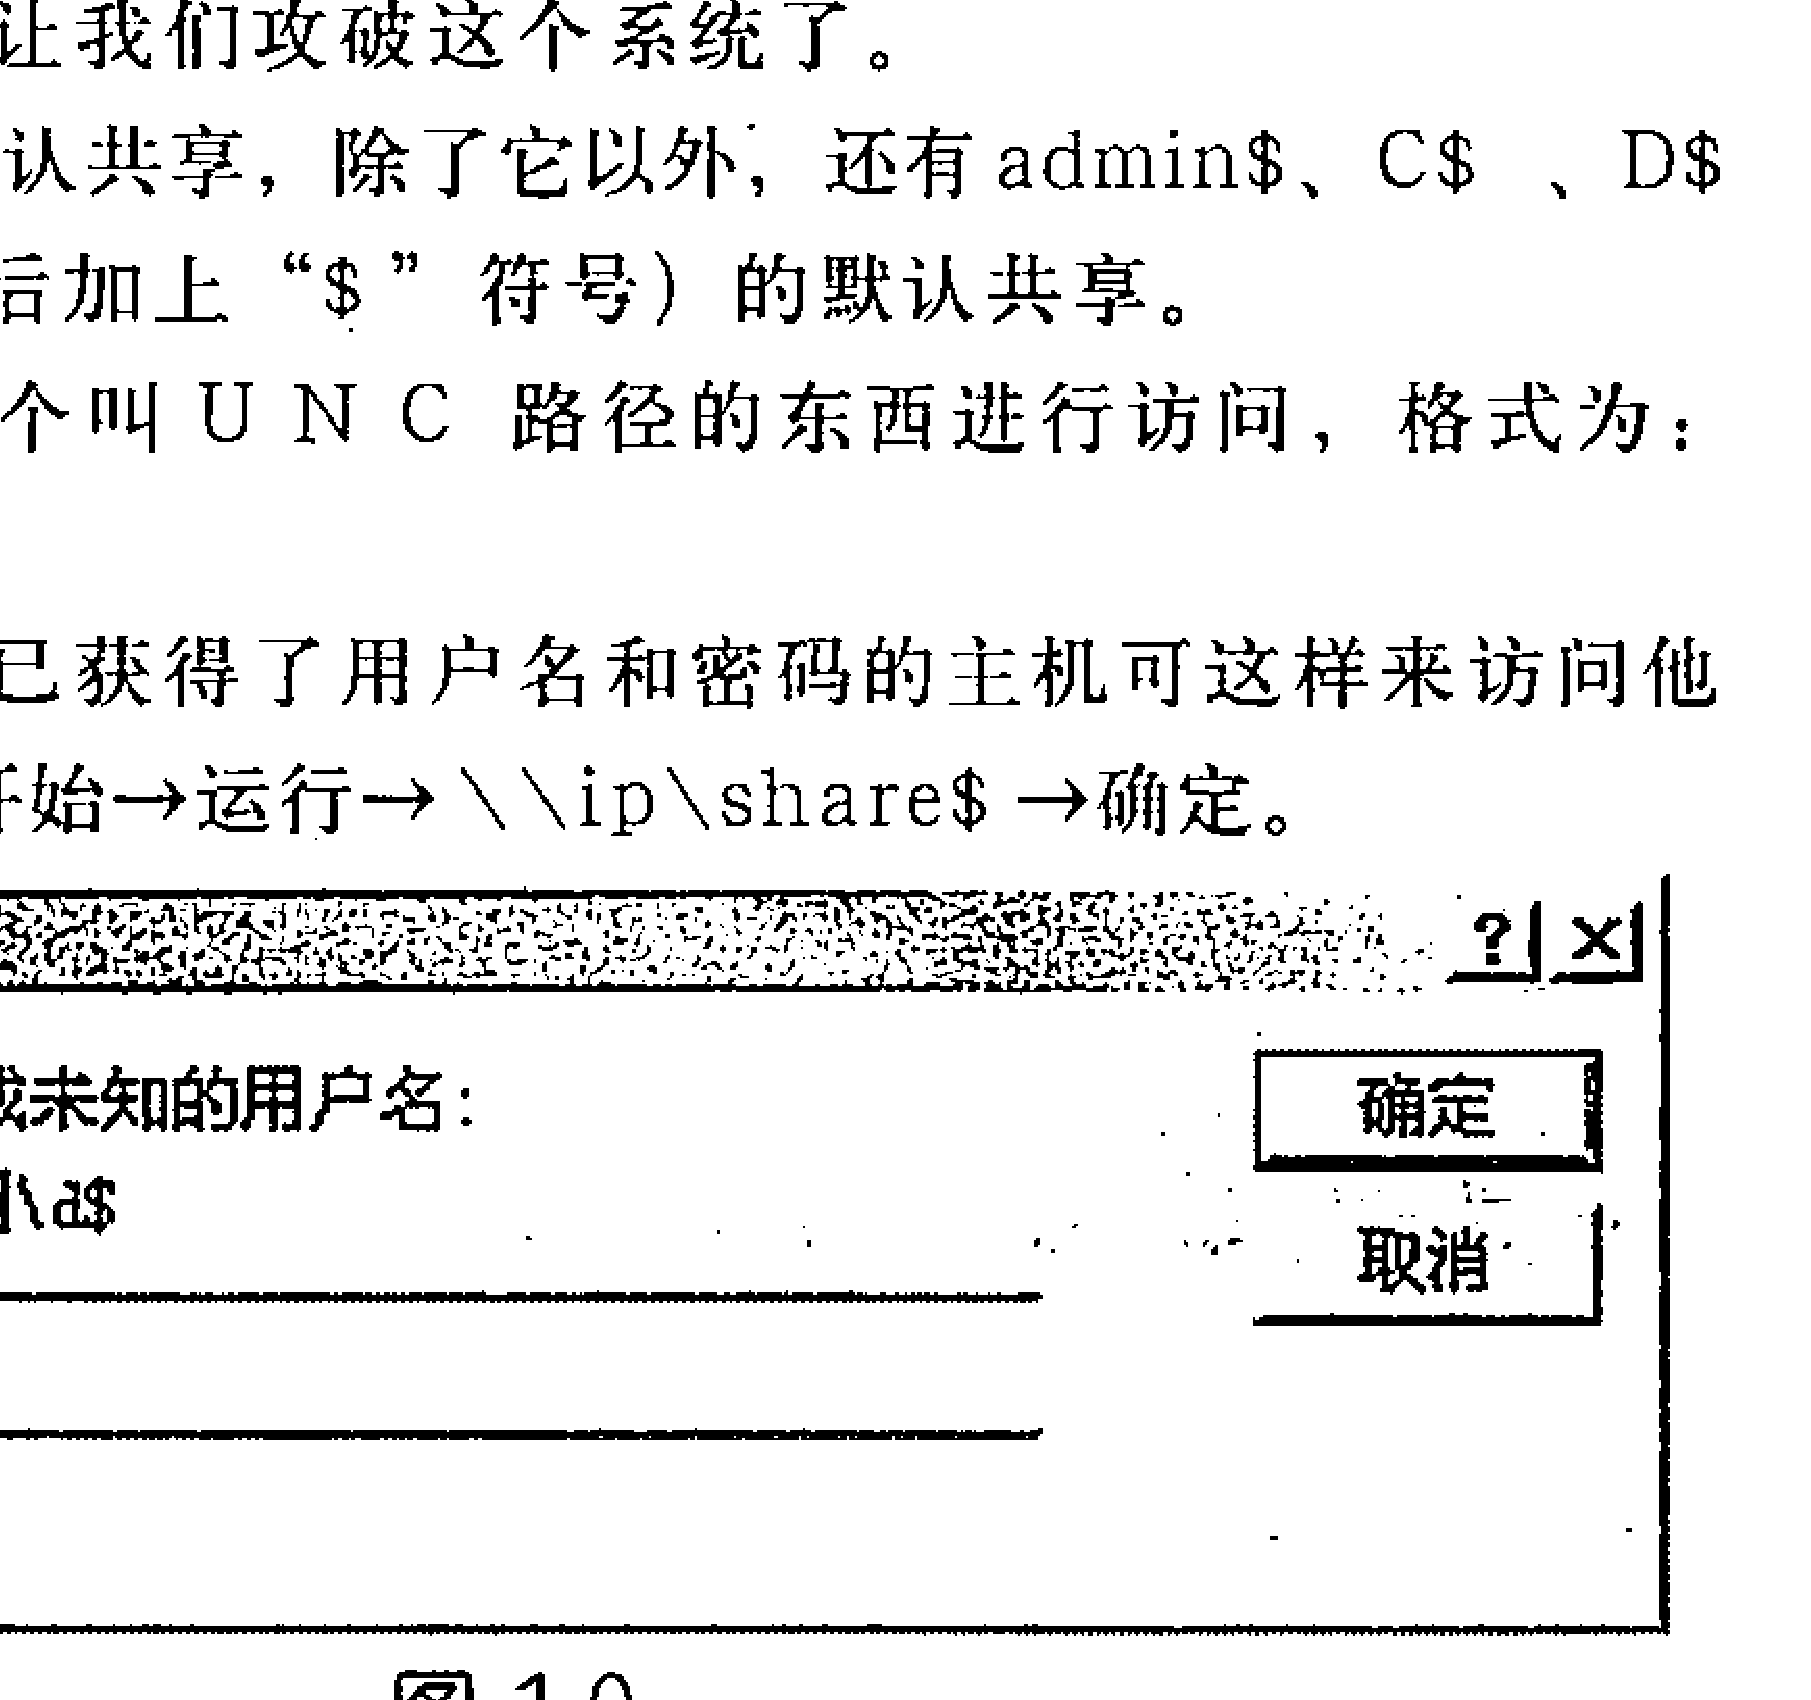 让我们攻破这个系统了。
认共享，除了它以外，还有admin$、C$ 、D$
后加上“$”符号）的默认共享。
个叫UNC 路径的东西进行访问，格式为：
已获得了用户名和密码的主机可这样来访问他
开始→运行→\\ip\share$ →确定。
? ×
或未知的用户名：
确定
\d$
取消
图10